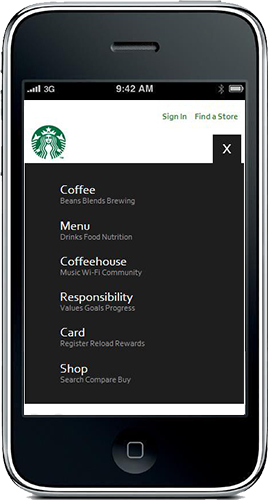 3G 9:42 AM
Sign In Find a Store
X
Coffee
Beans Blends Brewing
Menu
Drinks Food Nutrition
Coffeehouse
Music Wi-Fi Community
Responsibility
Values Goals Progress
Card
Register Reload Rewards
Shop
Search Compare Buy